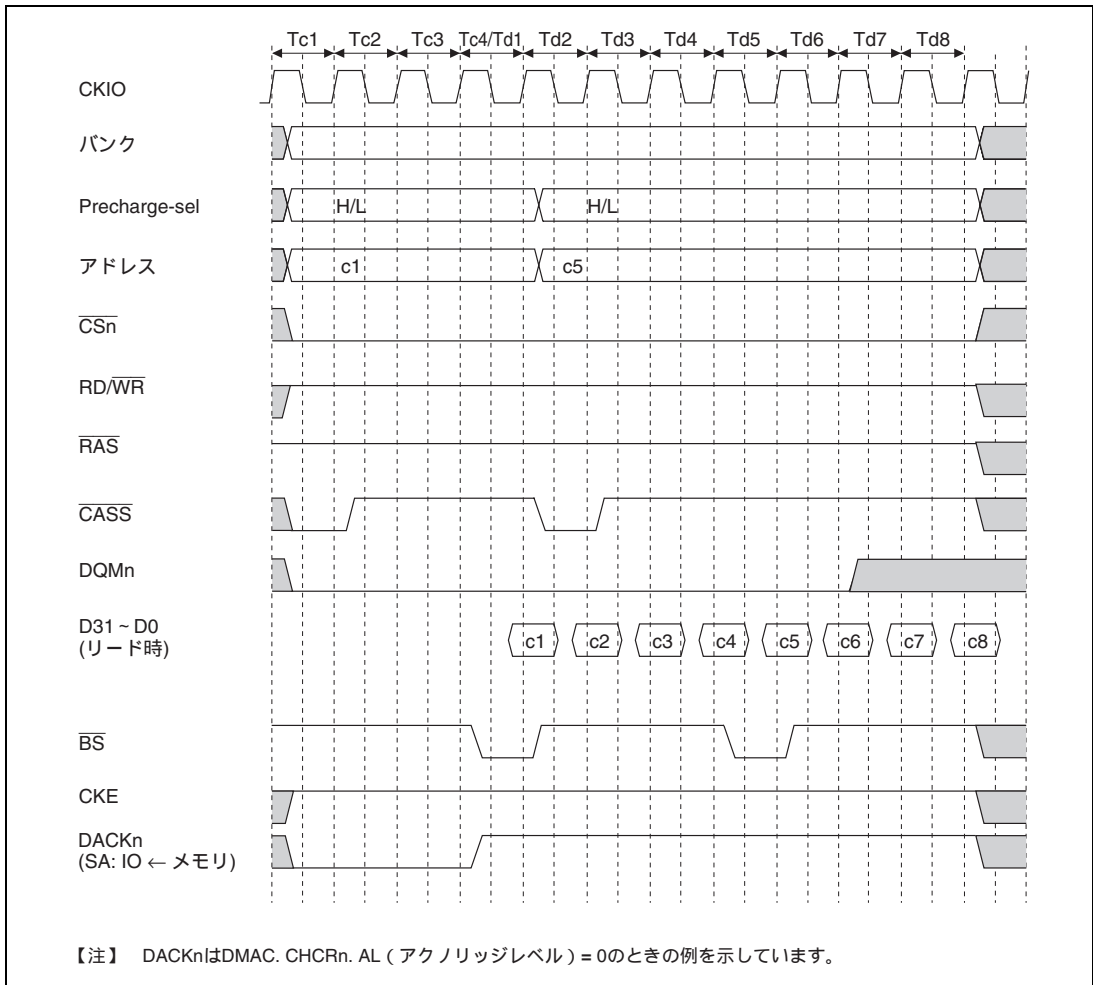 Tc1 Tc2 Tc3 Tc4/Td1 Td2 Td3 Td4 Td5 Td6 Td7 Td8
CKIO
バンク
Precharge-sel H/L H/L
アドレス c1 c5
CSn
RD/WR
RAS
CASS
DQMn
D31~D0
(リード時) c1 c2 c3 c4 c5 c6 c7 c8
BS
CKE
DACKn
(SA: IO ← メモリ)
【注】 DACKnはDMAC. CHCRn. AL(アクノリッジレベル)= 0のときの例を示しています。